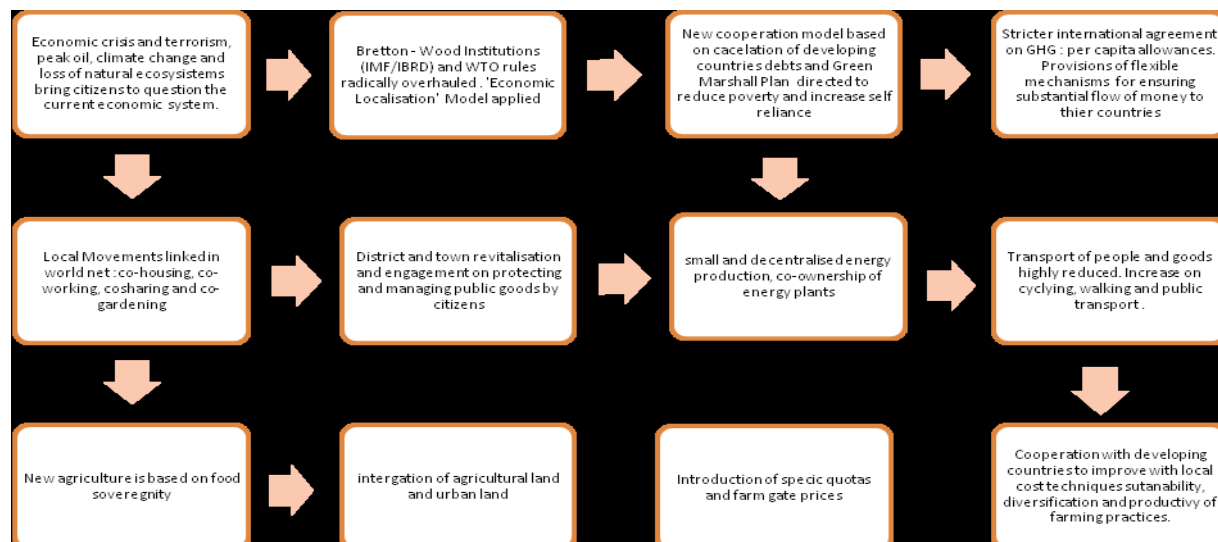 Economic crisis and terrorism,
peak oil, climate change and
loss of natural ecosysistems
bring citizens to question the
current economic system.
Bretton - Wood Institutions
(IMF/IBRD) and WTO rules
radically overhauled . 'Economic
Localisation' Model applied
New cooperation model based
on cacelation of developing
countries debts and Green
Marshall Plan directed to
reduce poverty and increase self
reliance
Stricter international agreement
on GHG : per capita allowances.
Provisions of flexible
mechanisms for ensuring
substantial flow of money to
thier countries
Local Movements linked in
world net :co-housing, co-
working, cosharing and co-
gardening
District and town revitalisation
and engagement on protecting
and managing public goods by
citizens
small and decentralised energy
production, co-ownership of
energy plants
Transport of people and goods
highly reduced. Increase on
cyclying, walking and public
transport .
New agriculture is based on food
soveregnity
intergation of agricultural land
and urban land
Introduction of specic quotas
and farm gate prices
Cooperation with developing
countries to improve with local
cost techniques sutanability,
diversification and productivy of
farming practices.